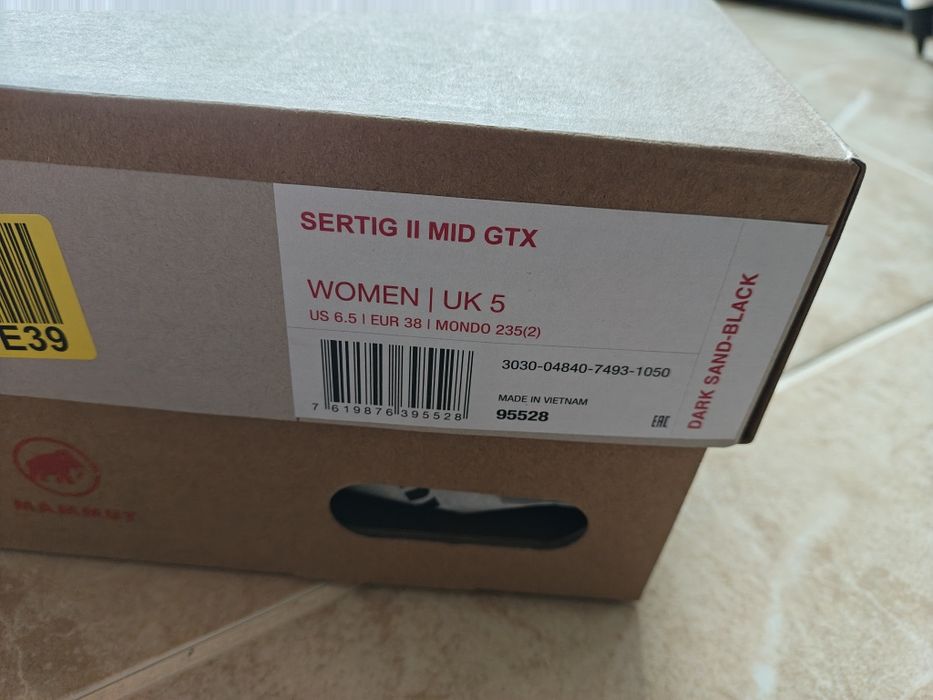 SERTIG II MID GTX
WOMEN | UK 5
US 6.5 | EUR 38 | MONDO 235(2)
7 619876 395528
3030-04840-7493-1050
MADE IN VIETNAM
95528
EAC
DARK SAND-BLACK
E39
MAMMUT